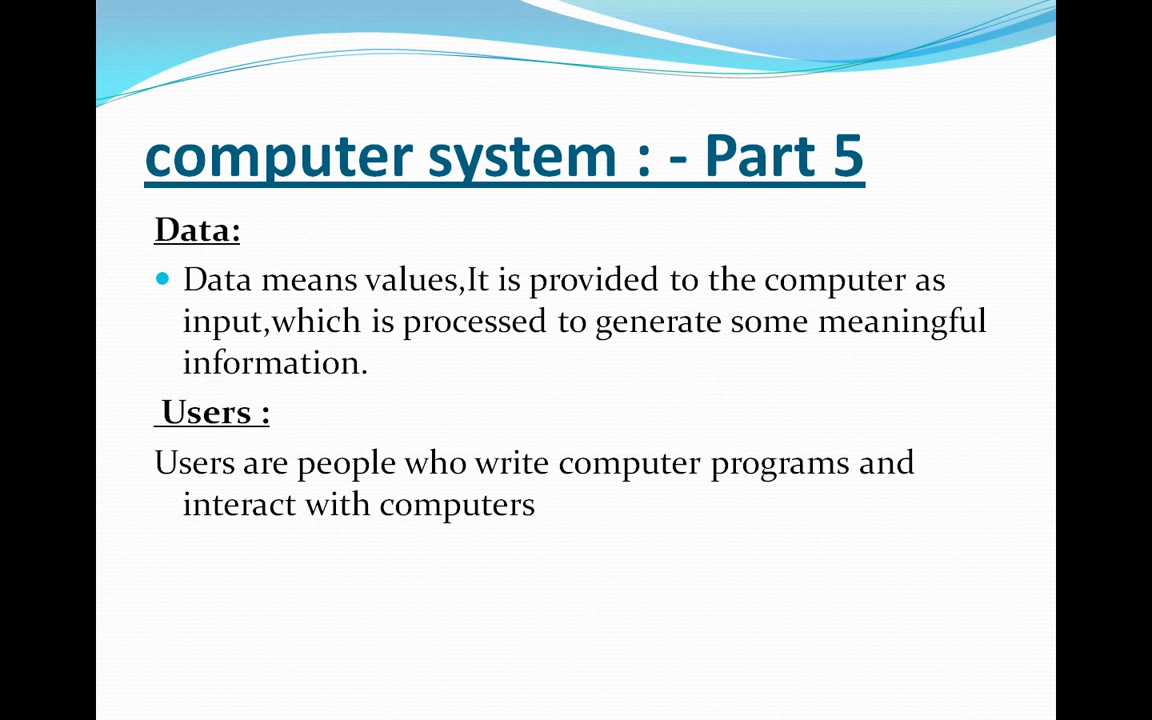 computer system : - Part 5
Data:
Data means values,It is provided to the computer as
input,which is processed to generate some meaningful
information.
Users :
Users are people who write computer programs and
interact with computers